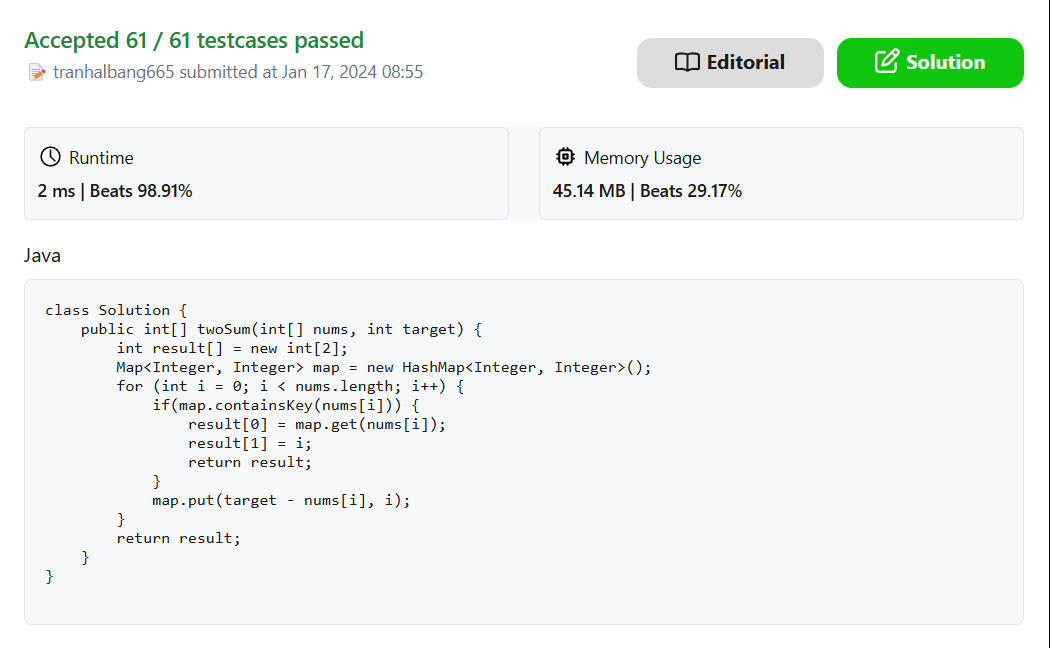 Accepted 61 / 61 testcases passed
tranhalbang665 submitted at Jan 17, 2024 08:55
Editorial
Solution
Runtime
2 ms | Beats 98.91%
Memory Usage
45.14 MB | Beats 29.17%
Java
class Solution {
    public int[] twoSum(int[] nums, int target) {
        int result[] = new int[2];
        Map<Integer, Integer> map = new HashMap<Integer, Integer>();
        for (int i = 0; i < nums.length; i++) {
            if(map.containsKey(nums[i])) {
                result[0] = map.get(nums[i]);
                result[1] = i;
                return result;
            }
            map.put(target - nums[i], i);
        }
        return result;
    }
}